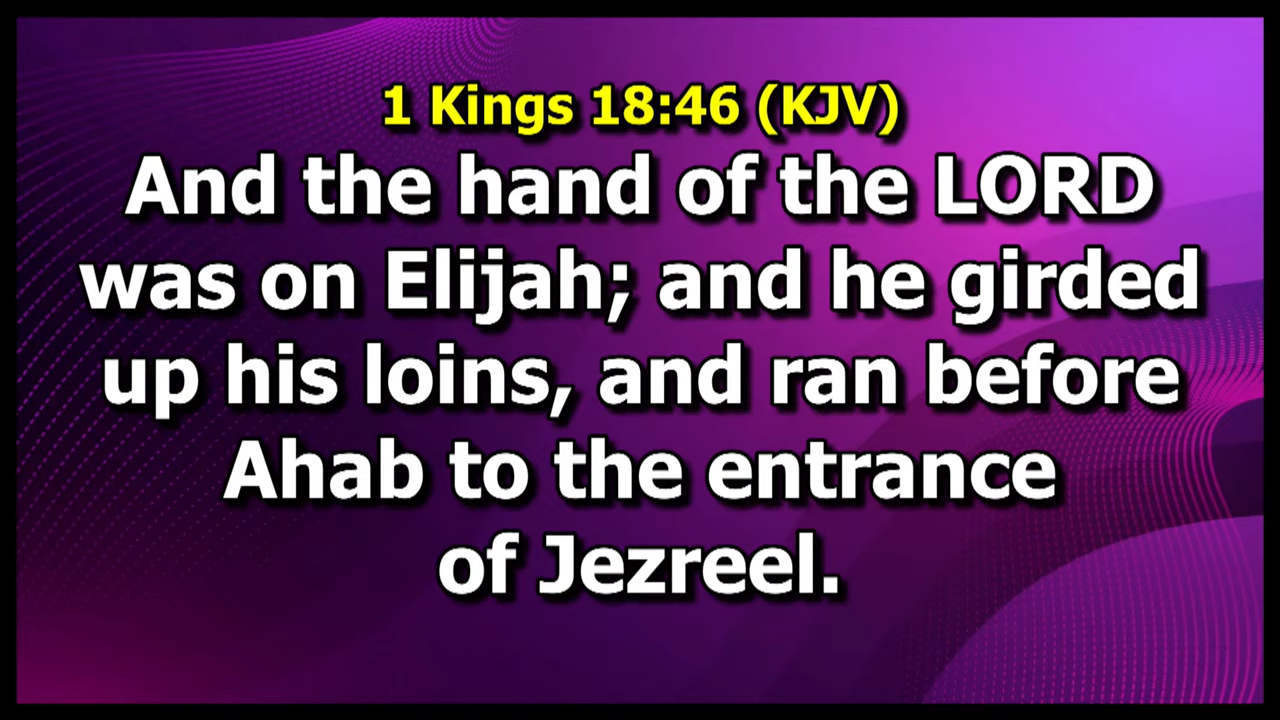 1 Kings 18:46 (KJV)
And the hand of the LORD
was on Elijah; and he girded
up his loins, and ran before
Ahab to the entrance
of Jezreel.